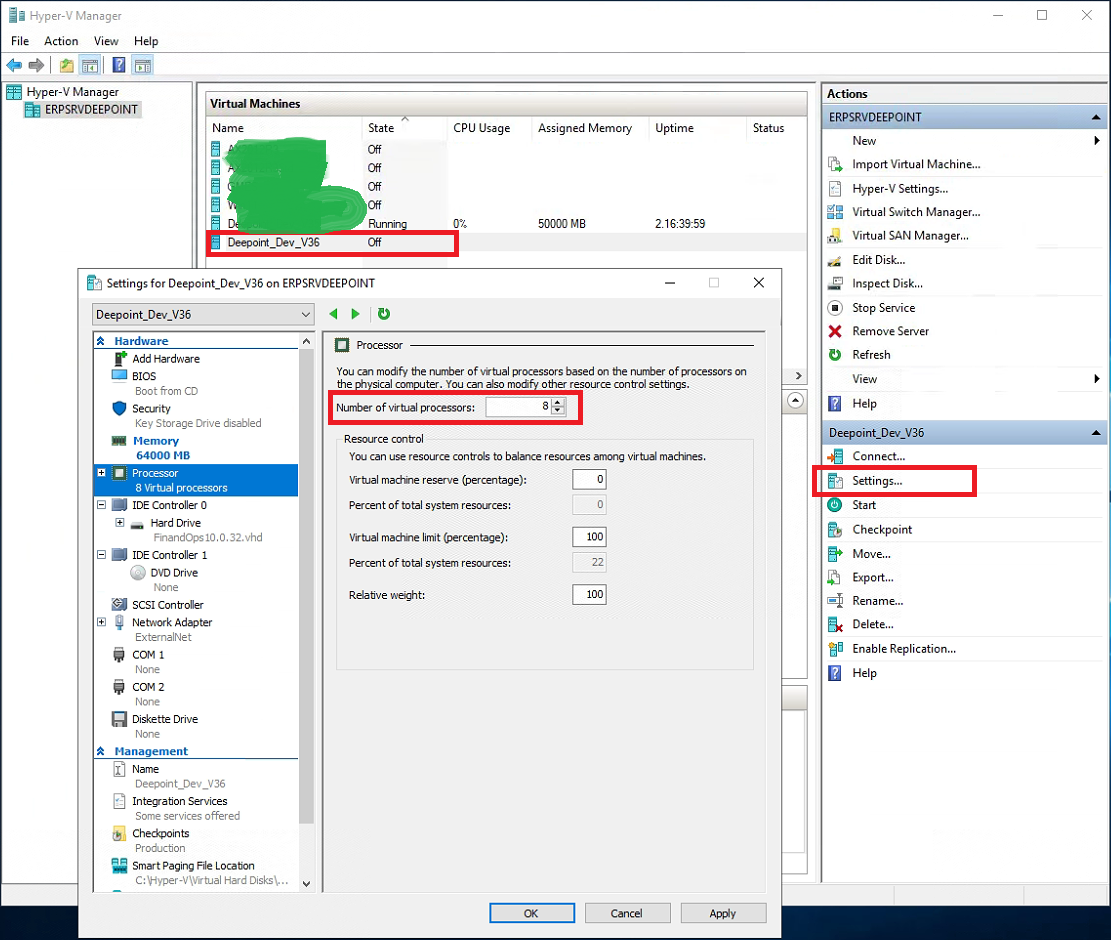 Hyper-V Manager
File Action View Help
Hyper-V Manager
ERPSRVDEEPOINT
Virtual Machines
Name State CPU Usage Assigned Memory Uptime Status
Off
Off
Off
Off
Running 0% 50000 MB 2.16:39:59
Deepoint_Dev_V36 Off
Settings for Deepoint_Dev_V36 on ERPSRVDEEPOINT
Deepoint_Dev_V36
Hardware
Add Hardware
BIOS
Boot from CD
Security
Key Storage Drive disabled
Memory
64000 MB
Processor
8 Virtual processors
IDE Controller 0
Hard Drive
FinandOps10.0.32.vhd
IDE Controller 1
DVD Drive
None
SCSI Controller
Network Adapter
ExternalNet
COM 1
None
COM 2
None
Diskette Drive
None
Management
Name
Deepoint_Dev_V36
Integration Services
Some services offered
Checkpoints
Production
Smart Paging File Location
C:\Hyper-V\Virtual Hard Disks\...
Processor
You can modify the number of virtual processors based on the number of processors on
the physical computer. You can also modify other resource control settings.
Number of virtual processors: 8
Resource control
You can use resource controls to balance resources among virtual machines.
Virtual machine reserve (percentage): 0
Percent of total system resources: 0
Virtual machine limit (percentage): 100
Percent of total system resources: 22
Relative weight: 100
OK Cancel Apply
Actions
ERPSRVDEEPOINT
New
Import Virtual Machine...
Hyper-V Settings...
Virtual Switch Manager...
Virtual SAN Manager...
Edit Disk...
Inspect Disk...
Stop Service
Remove Server
Refresh
View
Help
Deepoint_Dev_V36
Connect...
Settings...
Start
Checkpoint
Move...
Export...
Rename...
Delete...
Enable Replication...
Help